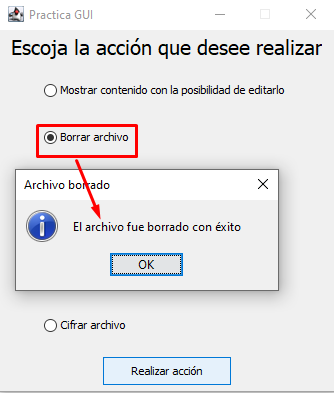 Practica GUI
Escoja la acción que desee realizar
Mostrar contenido con la posibilidad de editarlo
Borrar archivo
Archivo borrado
El archivo fue borrado con éxito
OK
Cifrar archivo
Realizar acción